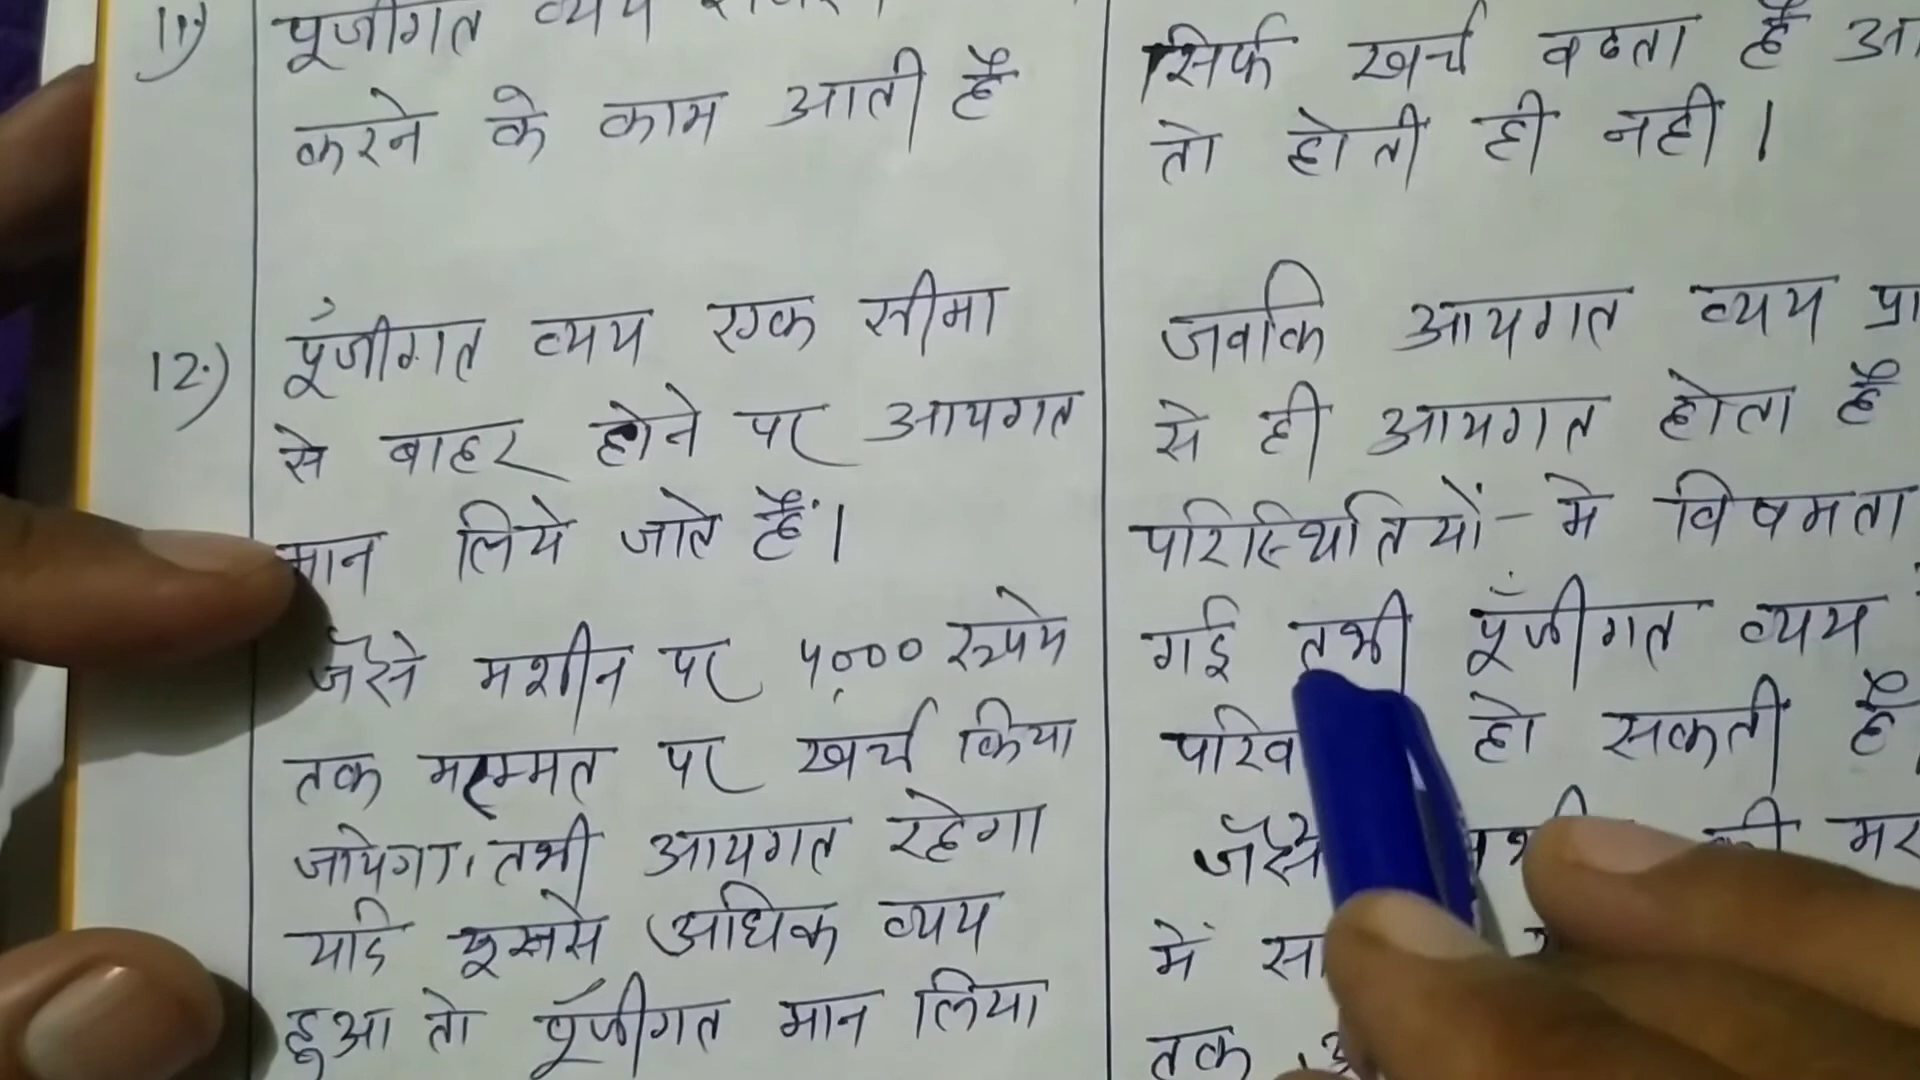 11)
पूंजीगत व्यय
करने के काम आती है
12.)
पूँजीगत व्यय एक सीमा
से बाहर होने पर आयगत
मान लिये जाते हैं।
जैसे मशीन पर ५००० रूपये
तक मरम्मत पर खर्च किया
जायेगा, तभी आयगत रहेगा
यदि इससे अधिक व्यय
हुआ तो पूँजीगत मान लिया
सिर्फ खर्च बढता है
तो होती ही नही।
जबकि आयगत व्यय
से ही आयगत होता है
परिस्थितियों में विषमता
गई तभी पूँजीगत व्यय
हो सकती है
जैसे
में
तक